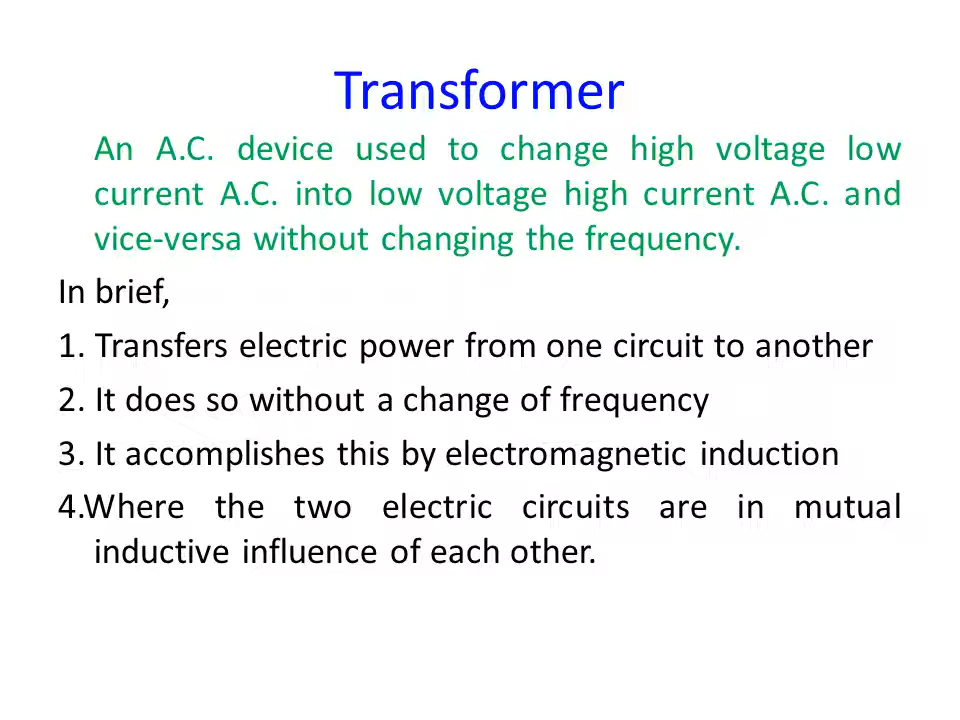 Transformer
An A.C. device used to change high voltage low
current A.C. into low voltage high current A.C. and
vice-versa without changing the frequency.
In brief,
1. Transfers electric power from one circuit to another
2. It does so without a change of frequency
3. It accomplishes this by electromagnetic induction
4.Where the two electric circuits are in mutual
inductive influence of each other.